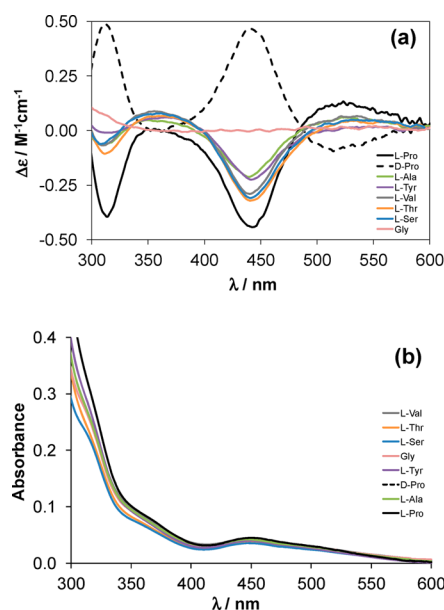 (a)
Δε/ M⁻¹cm⁻¹
0.50
0.25
0.00
-0.25
-0.50
L-Pro
D-Pro
L-Ala
L-Tyr
L-Val
L-Thr
L-Ser
Gly
300 350 400 450 500 550 600
λ / nm
(b)
Absorbance
0.4
0.3
0.2
0.1
0.0
L-Val
L-Thr
L-Ser
Gly
L-Tyr
D-Pro
L-Ala
L-Pro
300 350 400 450 500 550 600
λ / nm